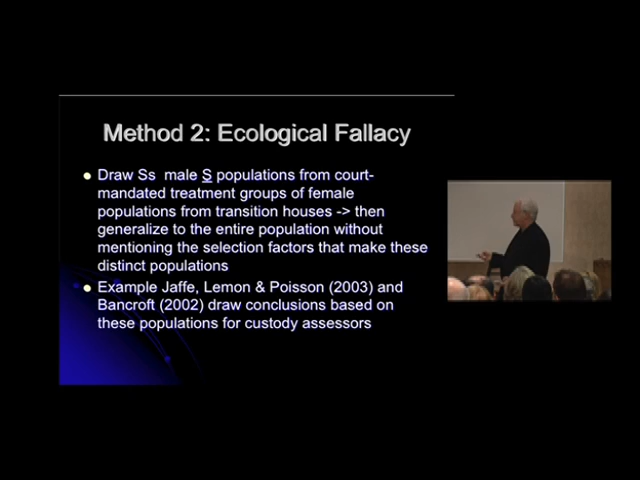 Method 2: Ecological Fallacy
Draw Ss male S populations from court-
mandated treatment groups of female
populations from transition houses -> then
generalize to the entire population without
mentioning the selection factors that make these
distinct populations
Example Jaffe, Lemon & Poisson (2003) and
Bancroft (2002) draw conclusions based on
these populations for custody assessors